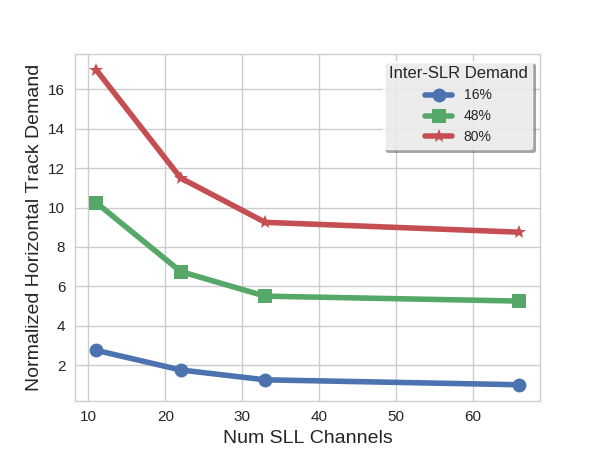 Inter-SLR Demand
16%
48%
80%
Normalized Horizontal Track Demand
16
14
12
10
8
6
4
2
10 20 30 40 50 60
Num SLL Channels